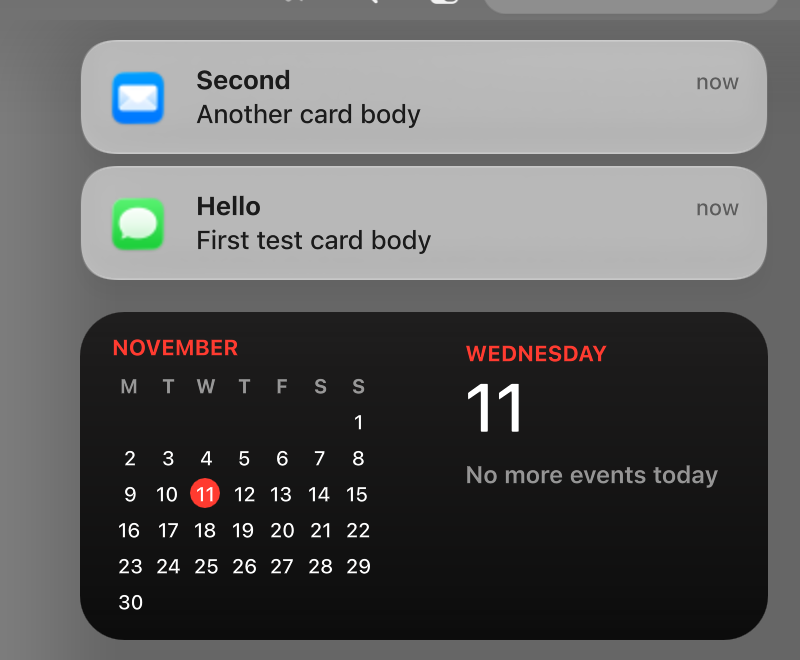 Second
now
Another card body
Hello
now
First test card body
NOVEMBER
M T W T F S S
1
2 3 4 5 6 7 8
9 10 11 12 13 14 15
16 17 18 19 20 21 22
23 24 25 26 27 28 29
30
WEDNESDAY
11
No more events today